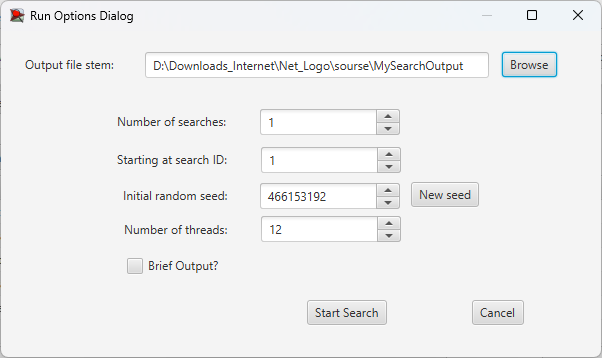 Run Options Dialog
Output file stem: D:\Downloads_Internet\Net_Logo\sourse\MySearchOutput Browse
Number of searches: 1
Starting at search ID: 1
Initial random seed: 466153192 New seed
Number of threads: 12
Brief Output?
Start Search Cancel